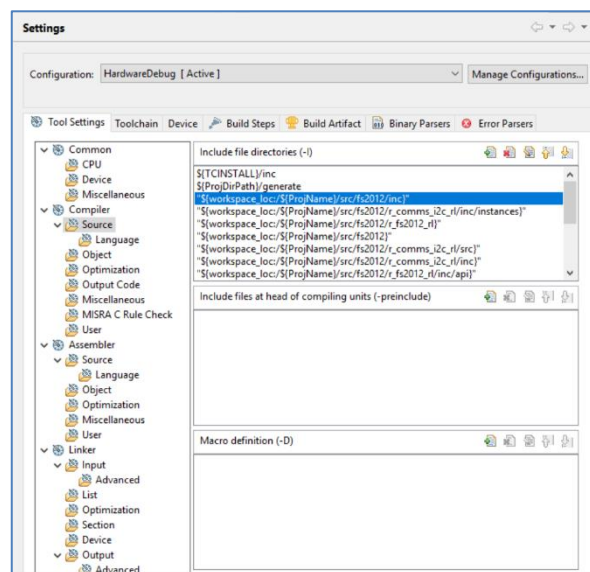 Settings
Configuration: HardwareDebug [ Active ] Manage Configurations...
Tool Settings Toolchain Device Build Steps Build Artifact Binary Parsers Error Parsers
Common
CPU
Device
Miscellaneous
Compiler
Source
Language
Object
Optimization
Output Code
Miscellaneous
MISRA C Rule Check
User
Assembler
Source
Language
Object
Optimization
Miscellaneous
User
Linker
Input
Advanced
List
Optimization
Section
Device
Output
Advanced
Include file directories (-I)
${TCINSTALL}/inc
${ProjDirPath}/generate
"${workspace_loc:/${ProjName}/src/fs2012/inc}"
"${workspace_loc:/${ProjName}/src/fs2012/r_comms_i2c_rl/inc/instances}"
"${workspace_loc:/${ProjName}/src/fs2012/r_fs2012_rl}"
"${workspace_loc:/${ProjName}/src/fs2012}"
"${workspace_loc:/${ProjName}/src/fs2012/r_comms_i2c_rl/src}"
"${workspace_loc:/${ProjName}/src/fs2012/r_comms_i2c_rl/inc}"
"${workspace_loc:/${ProjName}/src/fs2012/r_fs2012_rl/inc/api}"
Include files at head of compiling units (-preinclude)
Macro definition (-D)